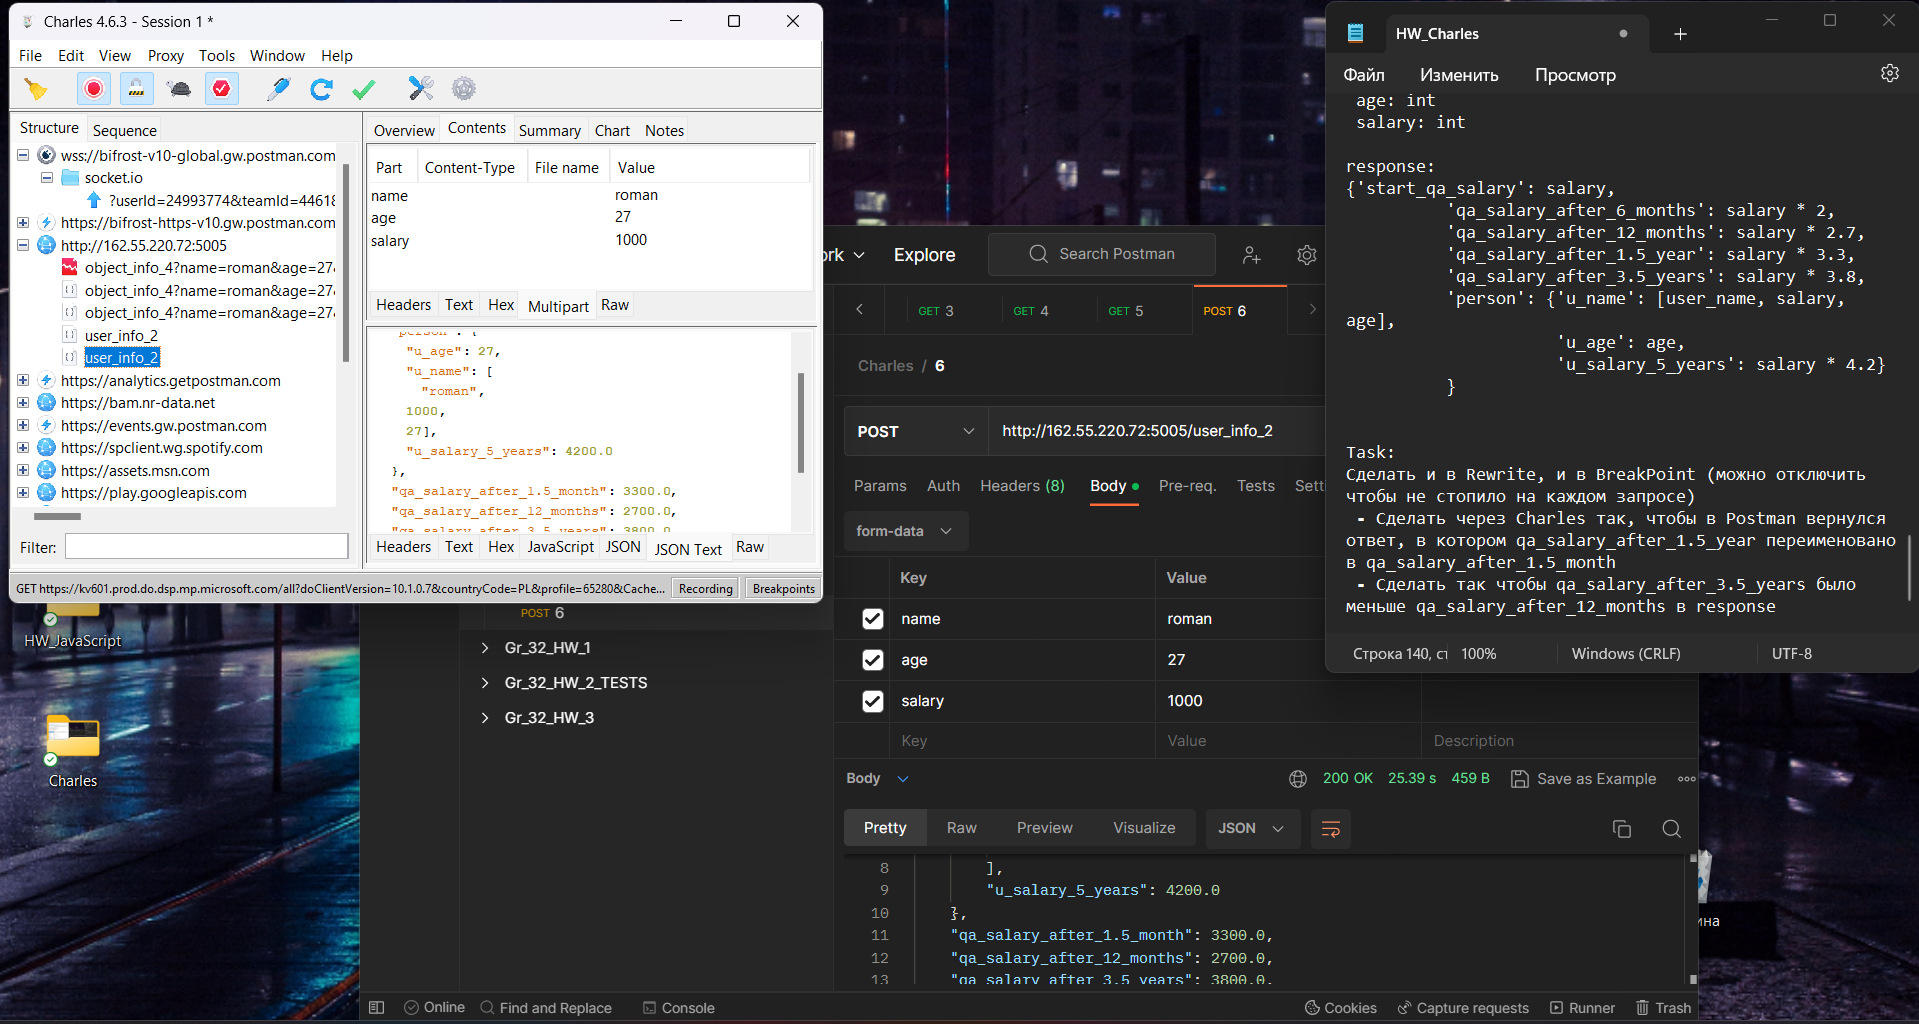 Charles 4.6.3 - Session 1 *
File Edit View Proxy Tools Window Help
Structure Sequence
wss://bifrost-v10-global.gw.postman.com
socket.io
?userId=24993774&teamId=44618
https://bifrost-https-v10.gw.postman.com
http://162.55.220.72:5005
object_info_4?name=roman&age=27&
object_info_4?name=roman&age=27&
object_info_4?name=roman&age=27&
user_info_2
user_info_2
https://analytics.getpostman.com
https://bam.nr-data.net
https://events.gw.postman.com
https://spclient.wg.spotify.com
https://assets.msn.com
https://play.googleapis.com
Filter:
Overview Contents Summary Chart Notes
Part Content-Type File name Value
name roman
age 27
salary 1000
Headers Text Hex Multipart Raw
"person": {
"u_age": 27,
"u_name": [
"roman",
1000,
27],
"u_salary_5_years": 4200.0
},
"qa_salary_after_1.5_month": 3300.0,
"qa_salary_after_12_months": 2700.0,
"qa_salary_after_3.5_years": 3800.0
Headers Text Hex JavaScript JSON JSON Text Raw
GET https://kv601.prod.do.dsp.mp.microsoft.com/all?doClientVersion=10.1.0.7&countryCode=PL&profile=65280&Cache... Recording Breakpoints
HW_JavaScript
Charles
POST 6
Gr_32_HW_1
Gr_32_HW_2_TESTS
Gr_32_HW_3
rk Explore Search Postman
GET 3 GET 4 GET 5 POST 6
Charles / 6
POST http://162.55.220.72:5005/user_info_2
Params Auth Headers (8) Body Pre-req. Tests Setti
form-data
Key Value
name roman
age 27
salary 1000
Key Value Description
Body 200 OK 25.39 s 459 B Save as Example
Pretty Raw Preview Visualize JSON
8 ],
9 "u_salary_5_years": 4200.0
10 },
11 "qa_salary_after_1.5_month": 3300.0,
12 "qa_salary_after_12_months": 2700.0,
13 "qa_salary_after_3.5_years": 3800.0,
Online Find and Replace Console Cookies Capture requests Runner Trash
HW_Charles
Файл Изменить Просмотр
age: int
salary: int
response:
{'start_qa_salary': salary,
'qa_salary_after_6_months': salary * 2,
'qa_salary_after_12_months': salary * 2.7,
'qa_salary_after_1.5_year': salary * 3.3,
'qa_salary_after_3.5_years': salary * 3.8,
'person': {'u_name': [user_name, salary,
age],
'u_age': age,
'u_salary_5_years': salary * 4.2}
}
Task:
Сделать и в Rewrite, и в BreakPoint (можно отключить
чтобы не стопило на каждом запросе)
- Сделать через Charles так, чтобы в Postman вернулся
ответ, в котором qa_salary_after_1.5_year переименовано
в qa_salary_after_1.5_month
- Сделать так чтобы qa_salary_after_3.5_years было
меньше qa_salary_after_12_months в response
Строка 140, ст 100% Windows (CRLF) UTF-8
ина